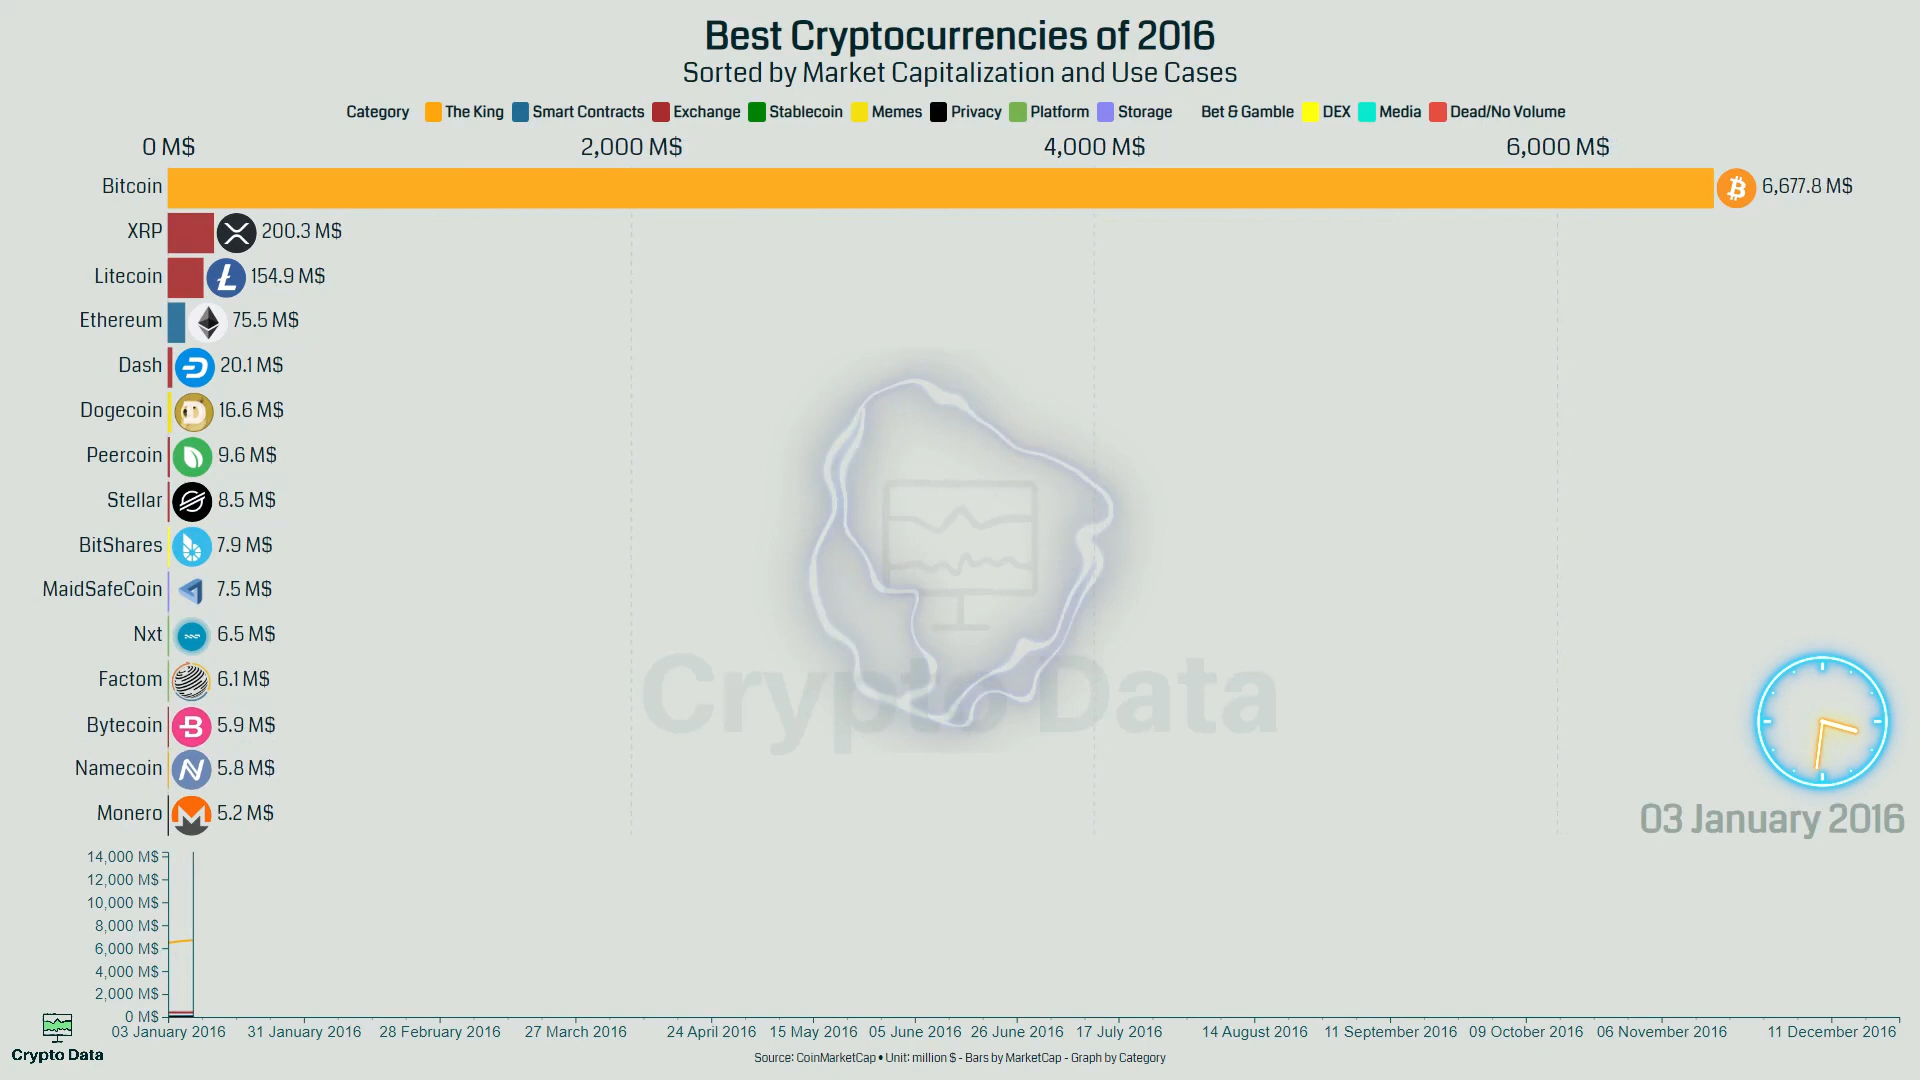 Best Cryptocurrencies of 2016
Sorted by Market Capitalization and Use Cases
Category The King Smart Contracts Exchange Stablecoin Memes Privacy Platform Storage Bet & Gamble DEX Media Dead/No Volume
0 M$ 2,000 M$ 4,000 M$ 6,000 M$
Bitcoin 6,677.8 M$
XRP 200.3 M$
Litecoin 154.9 M$
Ethereum 75.5 M$
Dash 20.1 M$
Dogecoin 16.6 M$
Peercoin 9.6 M$
Stellar 8.5 M$
BitShares 7.9 M$
MaidSafeCoin 7.5 M$
Nxt 6.5 M$
Factom 6.1 M$
Bytecoin 5.9 M$
Namecoin 5.8 M$
Monero 5.2 M$
Crypto Data
03 January 2016
14,000 M$
12,000 M$
10,000 M$
8,000 M$
6,000 M$
4,000 M$
2,000 M$
0 M$
03 January 2016 31 January 2016 28 February 2016 27 March 2016 24 April 2016 15 May 2016 05 June 2016 26 June 2016 17 July 2016 14 August 2016 11 September 2016 09 October 2016 06 November 2016 11 December 2016
Crypto Data
Source: CoinMarketCap • Unit: million $ - Bars by MarketCap - Graph by Category